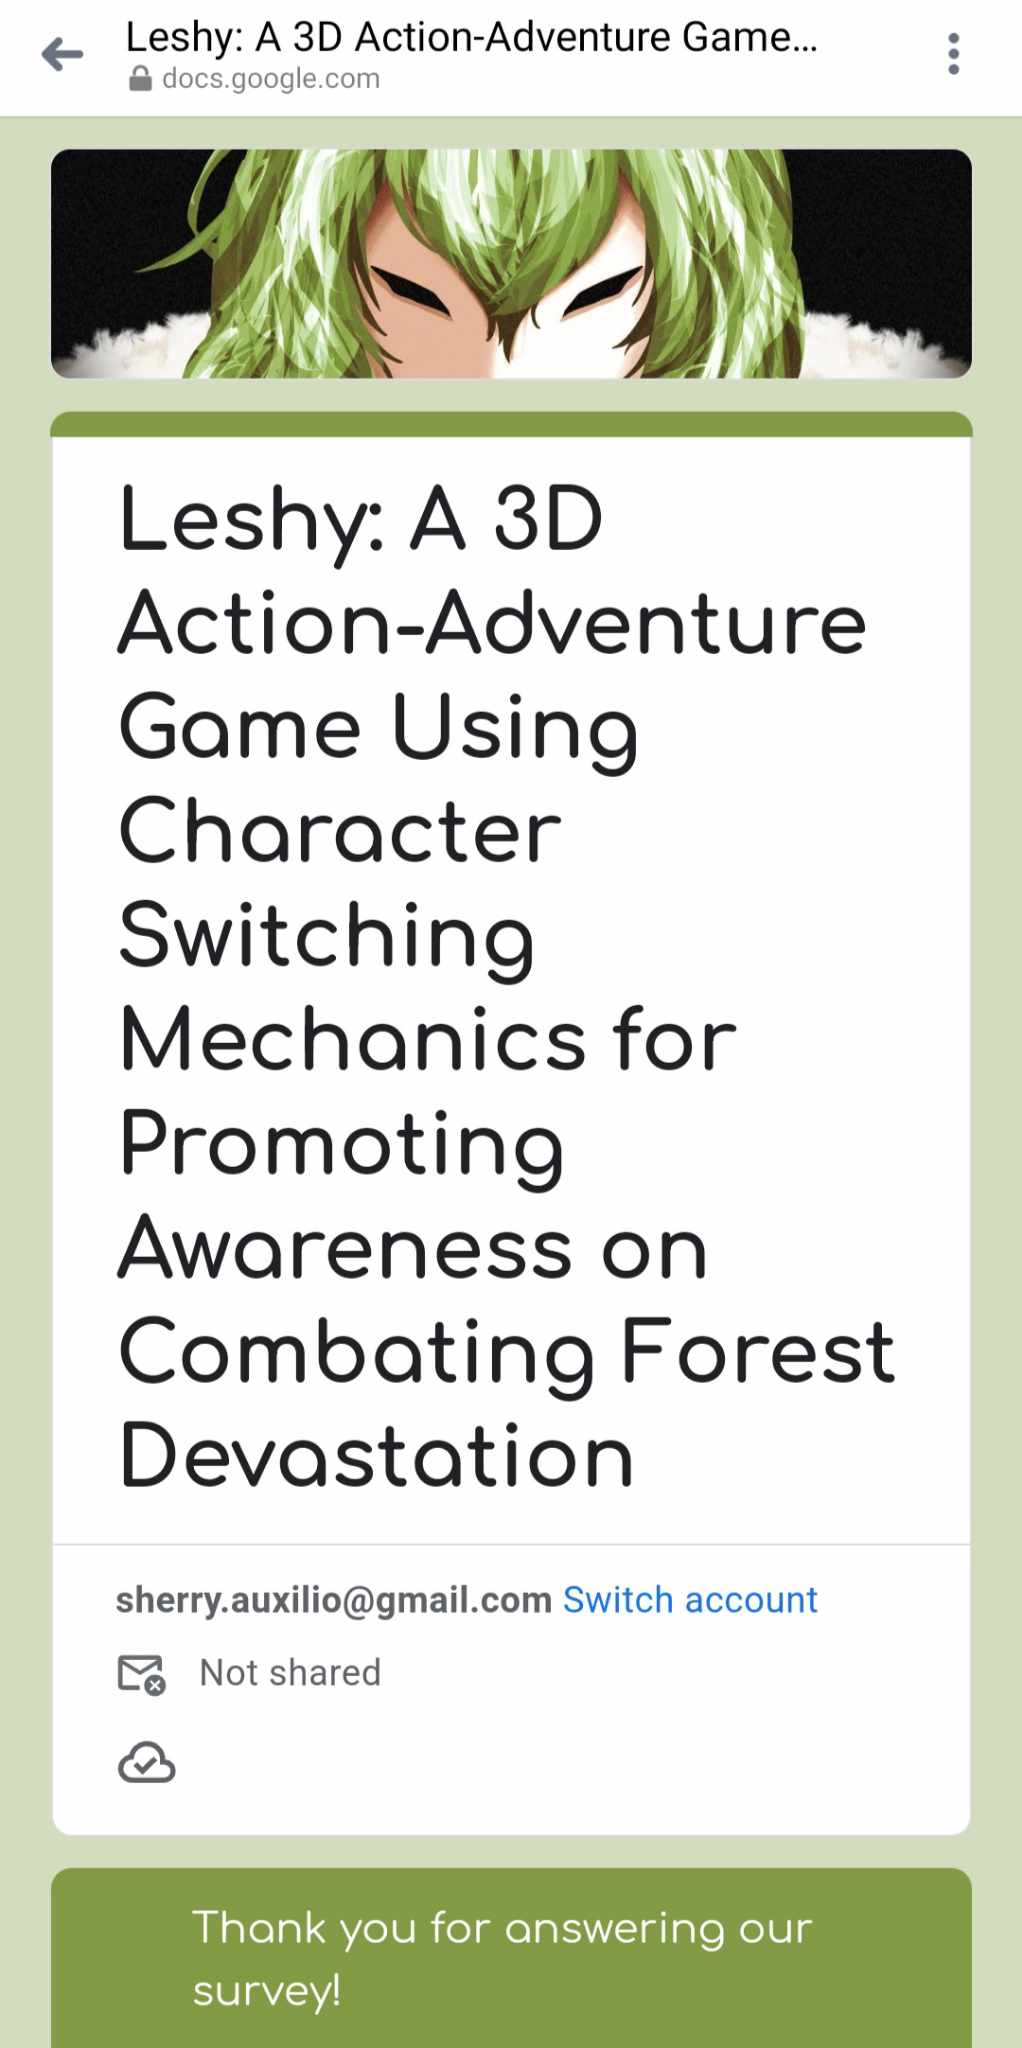 Leshy: A 3D Action-Adventure Game...
docs.google.com
Leshy: A 3D
Action-Adventure
Game Using
Character
Switching
Mechanics for
Promoting
Awareness on
Combating Forest
Devastation
sherry.auxilio@gmail.com Switch account
Not shared
Thank you for answering our
survey!